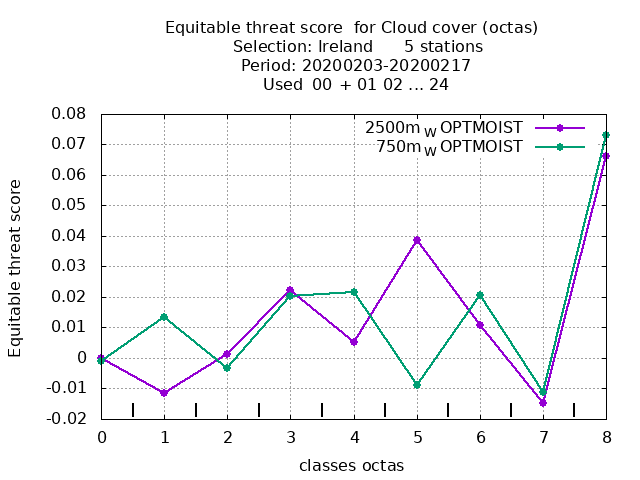 Equitable threat score  for Cloud cover (octas)
Selection: Ireland      5 stations
Period: 20200203-20200217
Used  00  + 01 02 ... 24
2500m_W OPTMOIST
750m_W OPTMOIST
0.08
0.07
0.06
0.05
0.04
0.03
0.02
0.01
0
-0.01
-0.02
Equitable threat score
0 1 2 3 4 5 6 7 8
classes octas